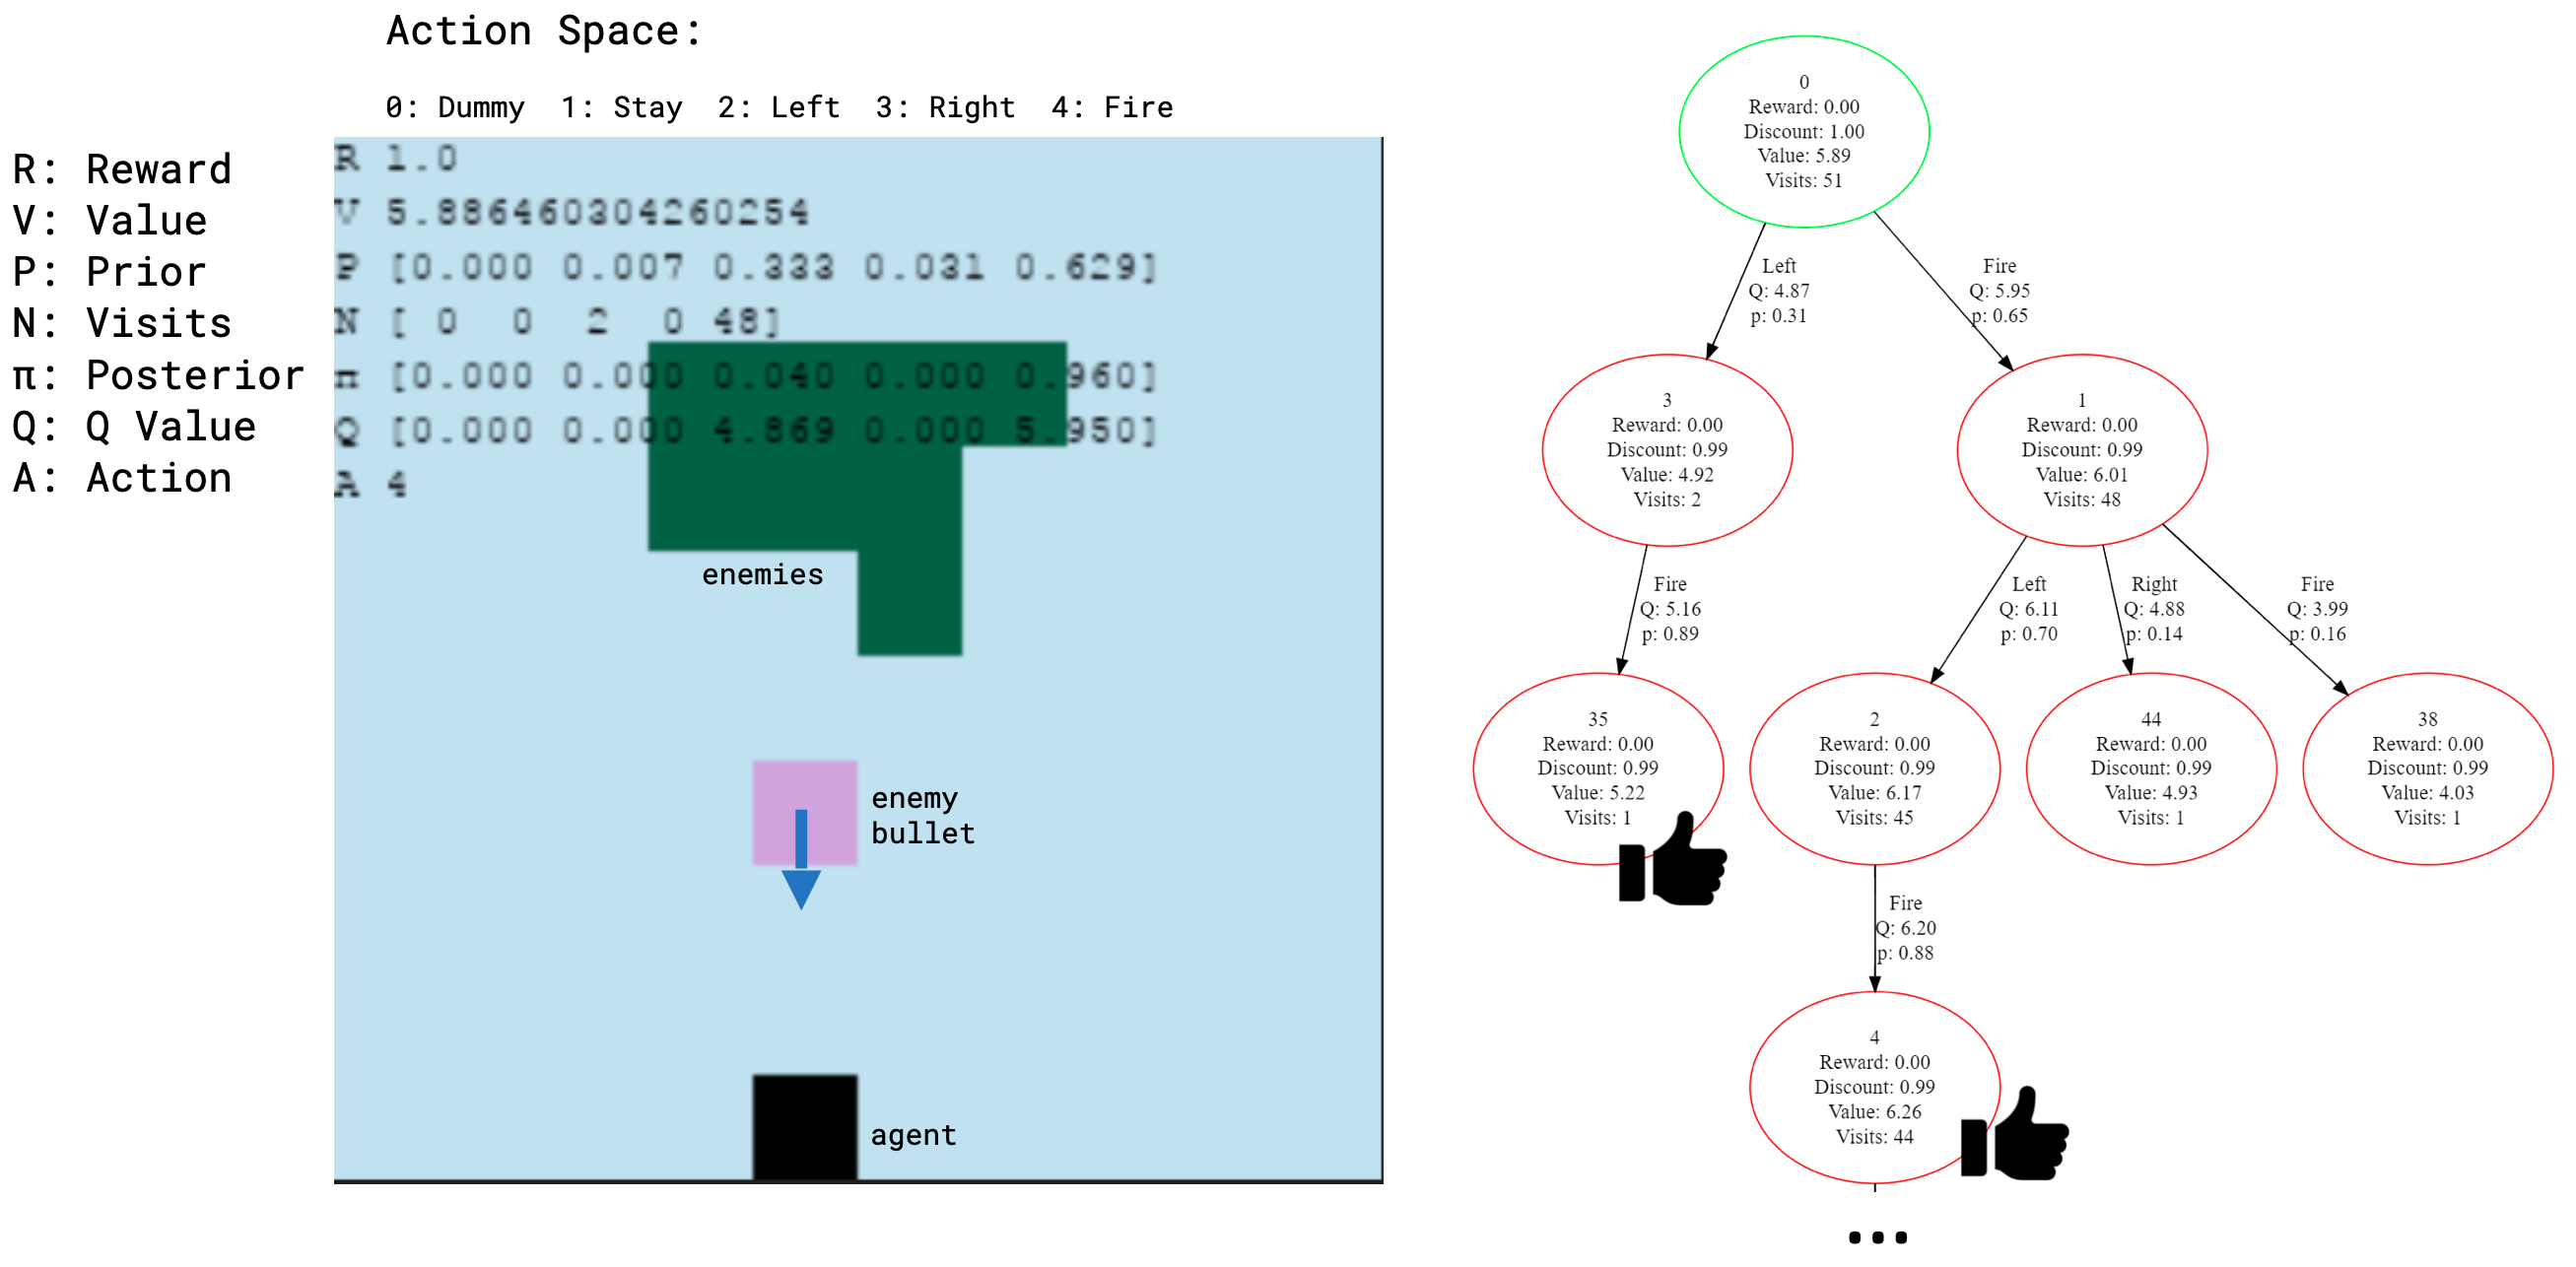 Action Space:
0: Dummy 1: Stay 2: Left 3: Right 4: Fire
R: Reward
V: Value
P: Prior
N: Visits
π: Posterior
Q: Q Value
A: Action
R 1.0
V 5.886460304260254
P [0.000 0.007 0.333 0.031 0.629]
N [ 0 0 2 0 48]
π [0.000 0.000 0.040 0.000 0.960]
Q [0.000 0.000 4.869 0.000 5.950]
A 4
enemies
enemy
bullet
agent
0
Reward: 0.00
Discount: 1.00
Value: 5.89
Visits: 51
Left
Q: 4.87
p: 0.31
Fire
Q: 5.95
p: 0.65
3
Reward: 0.00
Discount: 0.99
Value: 4.92
Visits: 2
1
Reward: 0.00
Discount: 0.99
Value: 6.01
Visits: 48
Fire
Q: 5.16
p: 0.89
Left
Q: 6.11
p: 0.70
Right
Q: 4.88
p: 0.14
Fire
Q: 3.99
p: 0.16
35
Reward: 0.00
Discount: 0.99
Value: 5.22
Visits: 1
2
Reward: 0.00
Discount: 0.99
Value: 6.17
Visits: 45
44
Reward: 0.00
Discount: 0.99
Value: 4.93
Visits: 1
38
Reward: 0.00
Discount: 0.99
Value: 4.03
Visits: 1
Fire
Q: 6.20
p: 0.88
4
Reward: 0.00
Discount: 0.99
Value: 6.26
Visits: 44
...